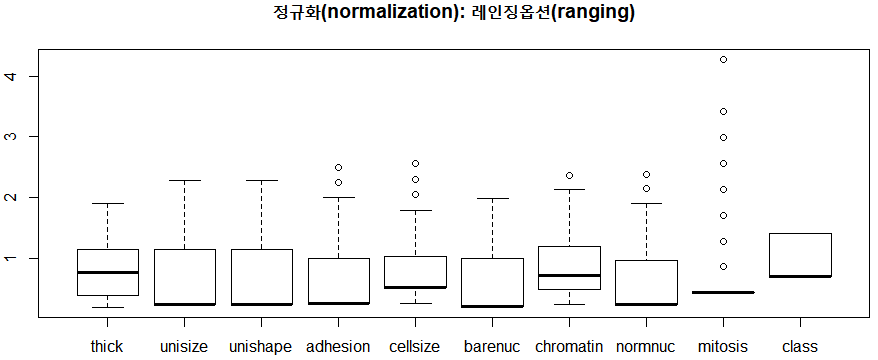 정규화(normalization): 레인징옵션(ranging)
4
3
2
1
thick unisize unishape adhesion cellsize barenuc chromatin normnuc mitosis class